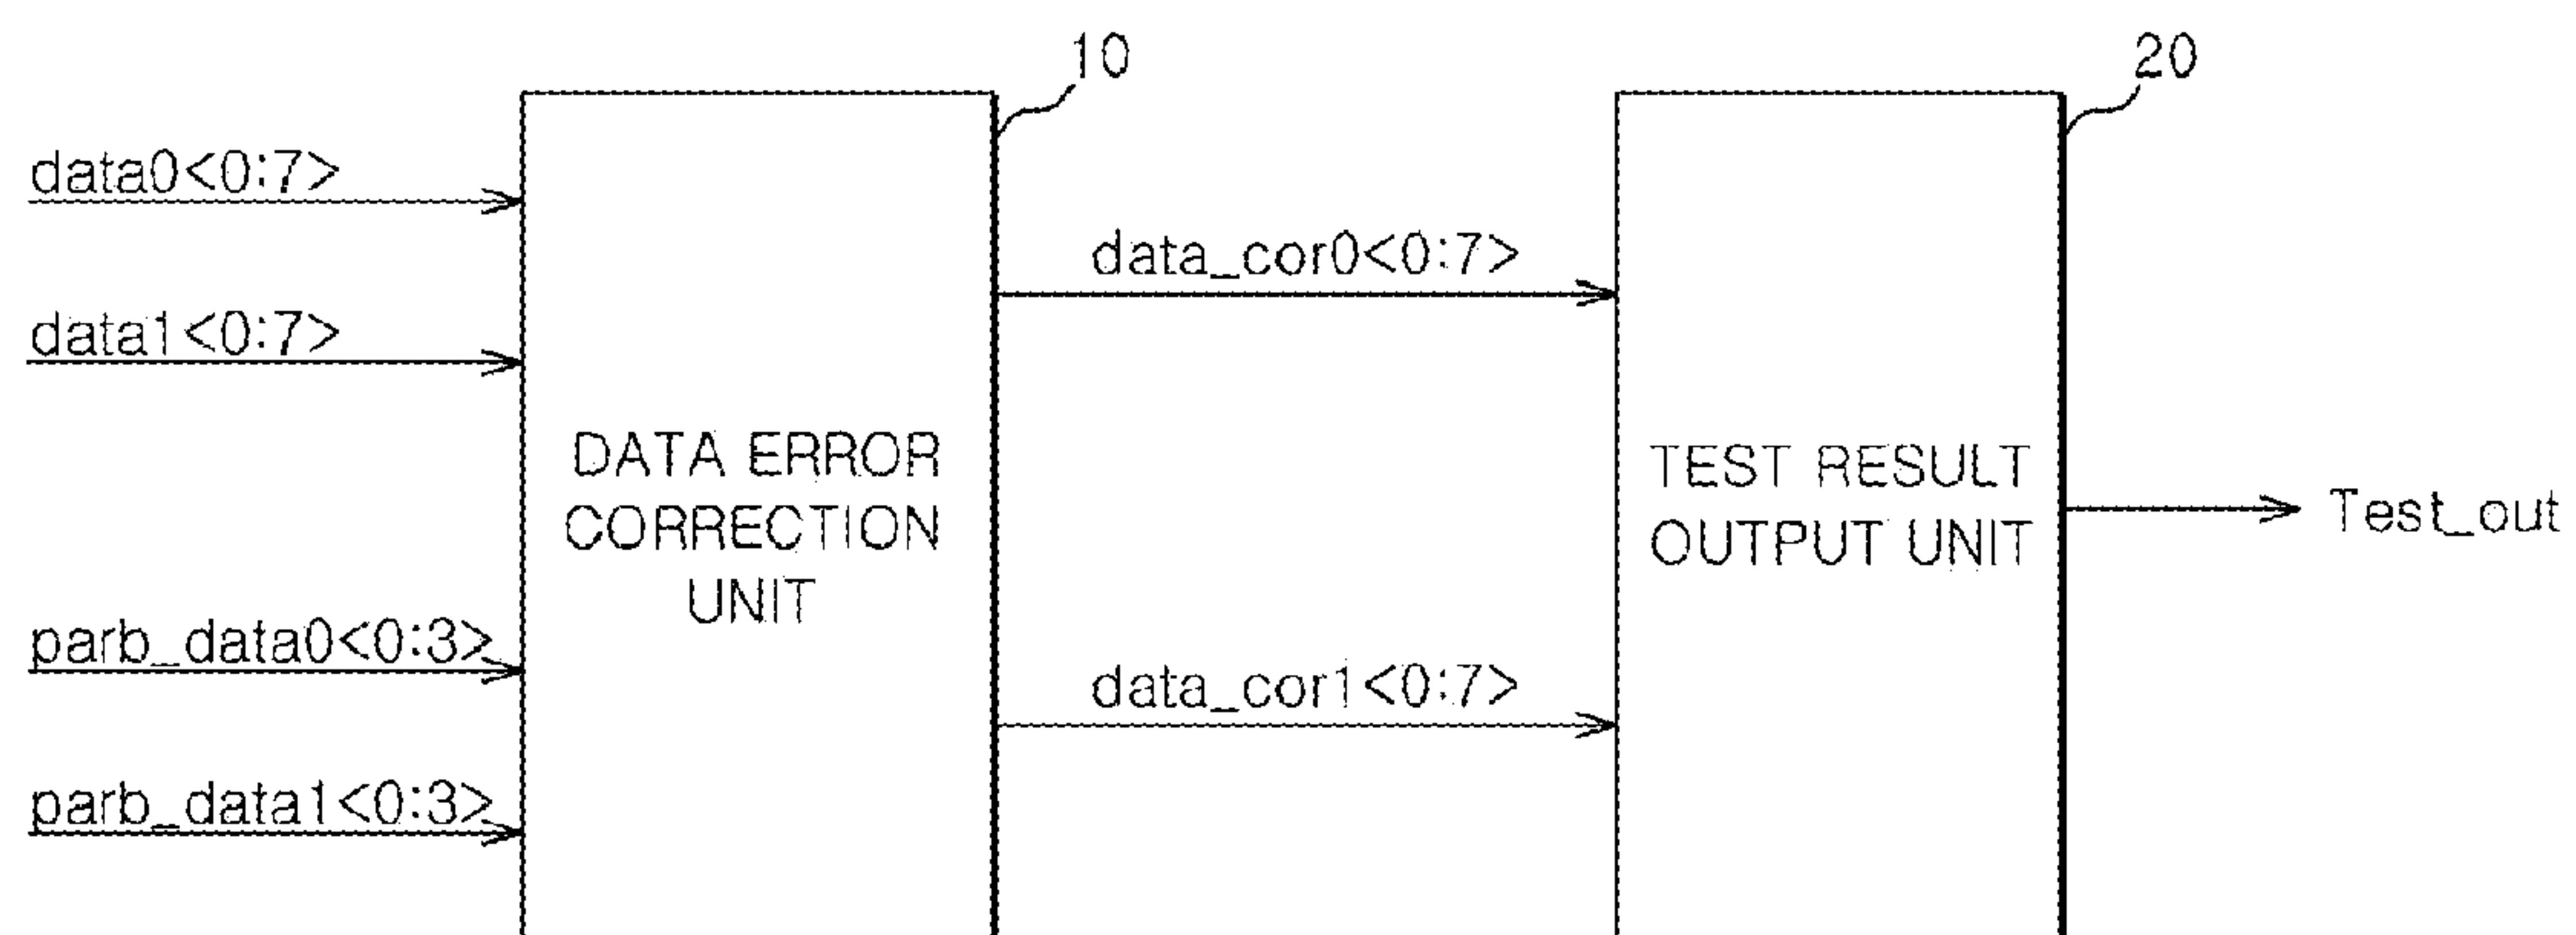 10
20
data0<0:7>
data1<0:7>
data_cor0<0:7>
DATA ERROR
CORRECTION
UNIT
TEST RESULT
OUTPUT UNIT
Test_out
parb_data0<0:3>
data_cor1<0:7>
parb_data1<0:3>